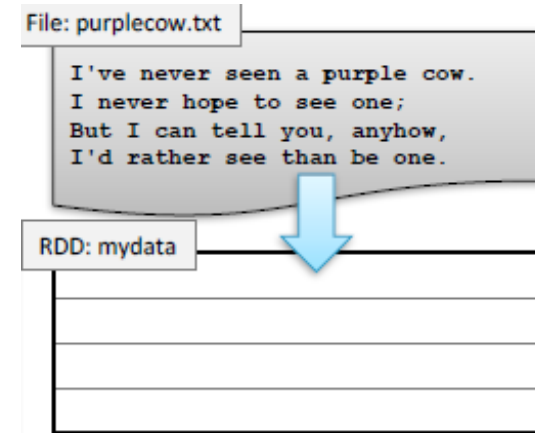 File: purplecow.txt
I've never seen a purple cow.
I never hope to see one;
But I can tell you, anyhow,
I'd rather see than be one.
RDD: mydata